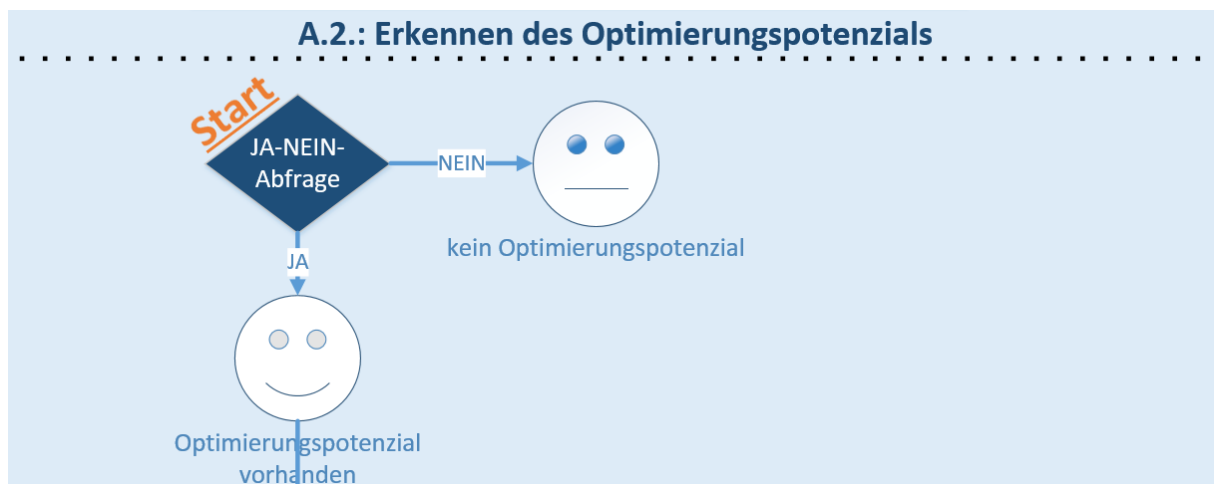 A.2.: Erkennen des Optimierungspotenzials
Start
JA-NEIN-
Abfrage
NEIN
kein Optimierungspotenzial
JA
Optimierungspotenzial
vorhanden